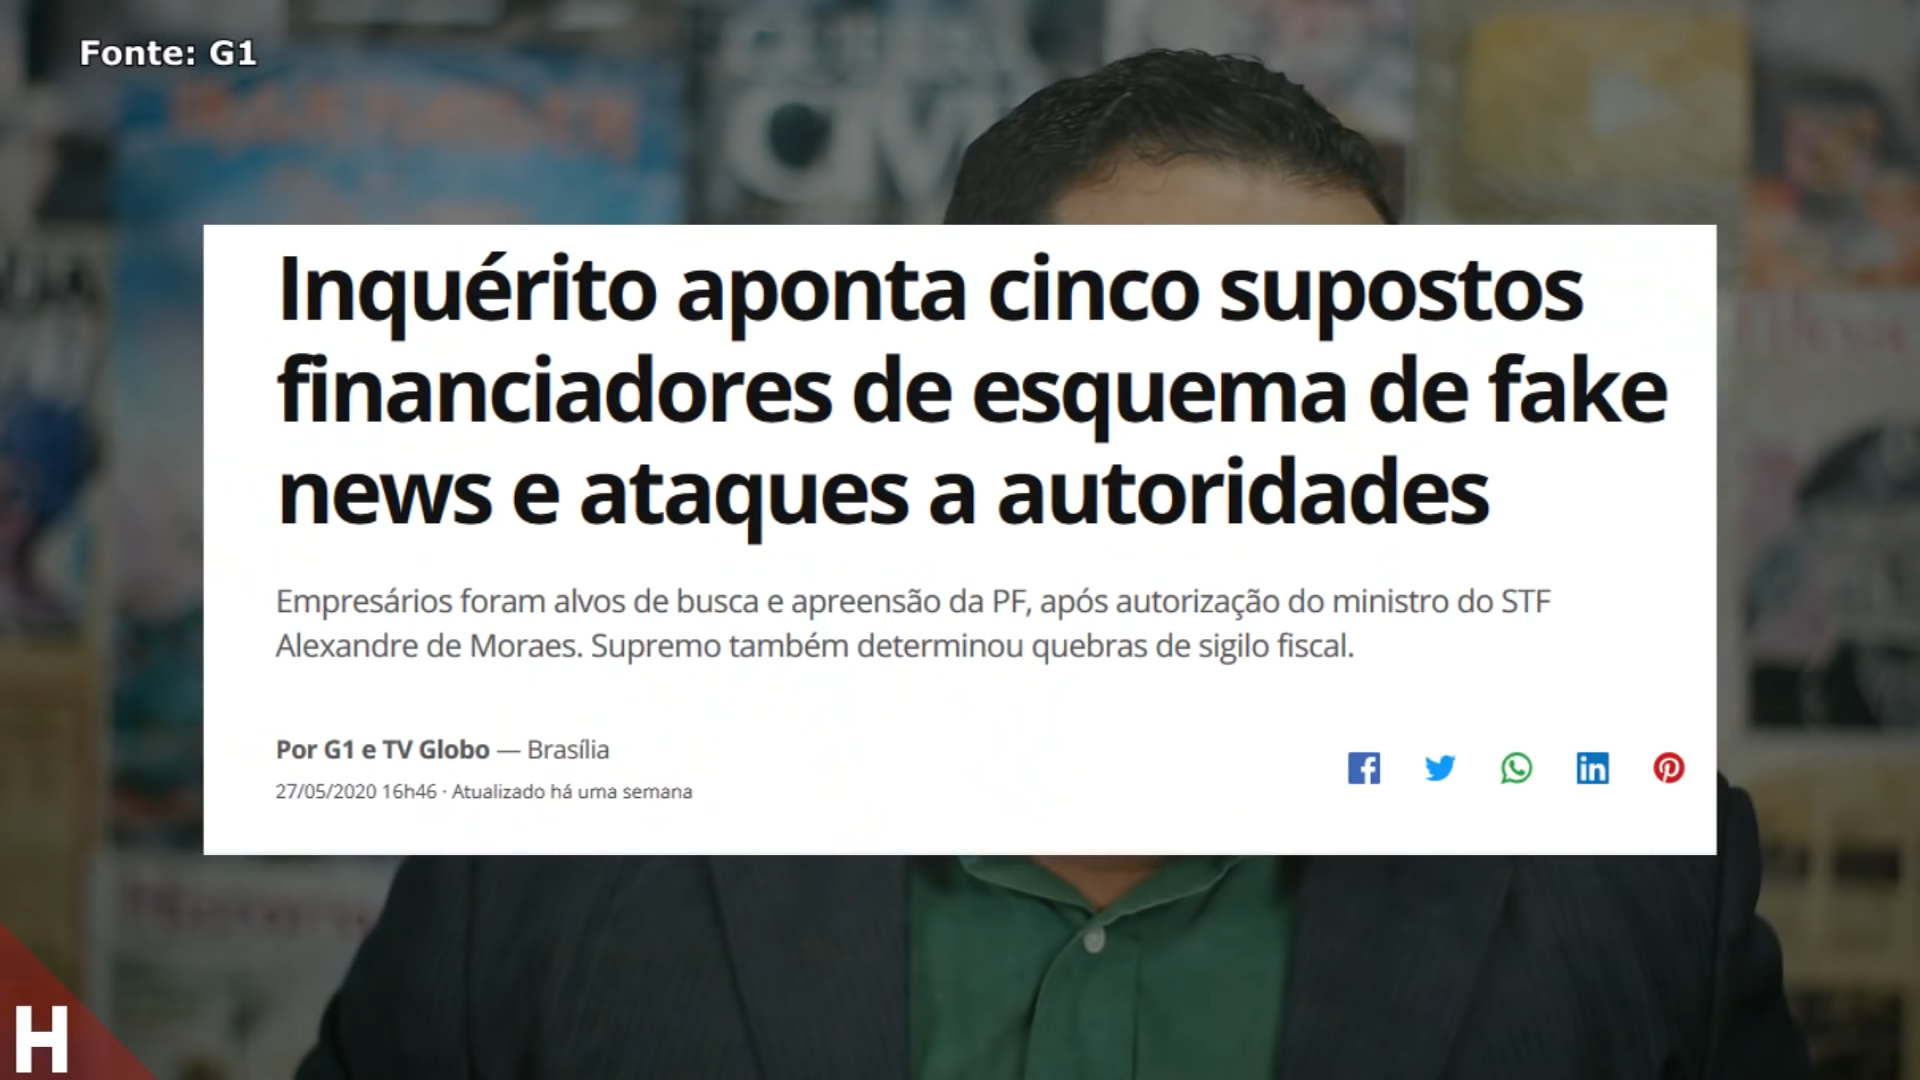 Fonte: G1
Inquérito aponta cinco supostos
financiadores de esquema de fake
news e ataques a autoridades
Empresários foram alvos de busca e apreensão da PF, após autorização do ministro do STF
Alexandre de Moraes. Supremo também determinou quebras de sigilo fiscal.
Por G1 e TV Globo — Brasília
27/05/2020 16h46 · Atualizado há uma semana
H